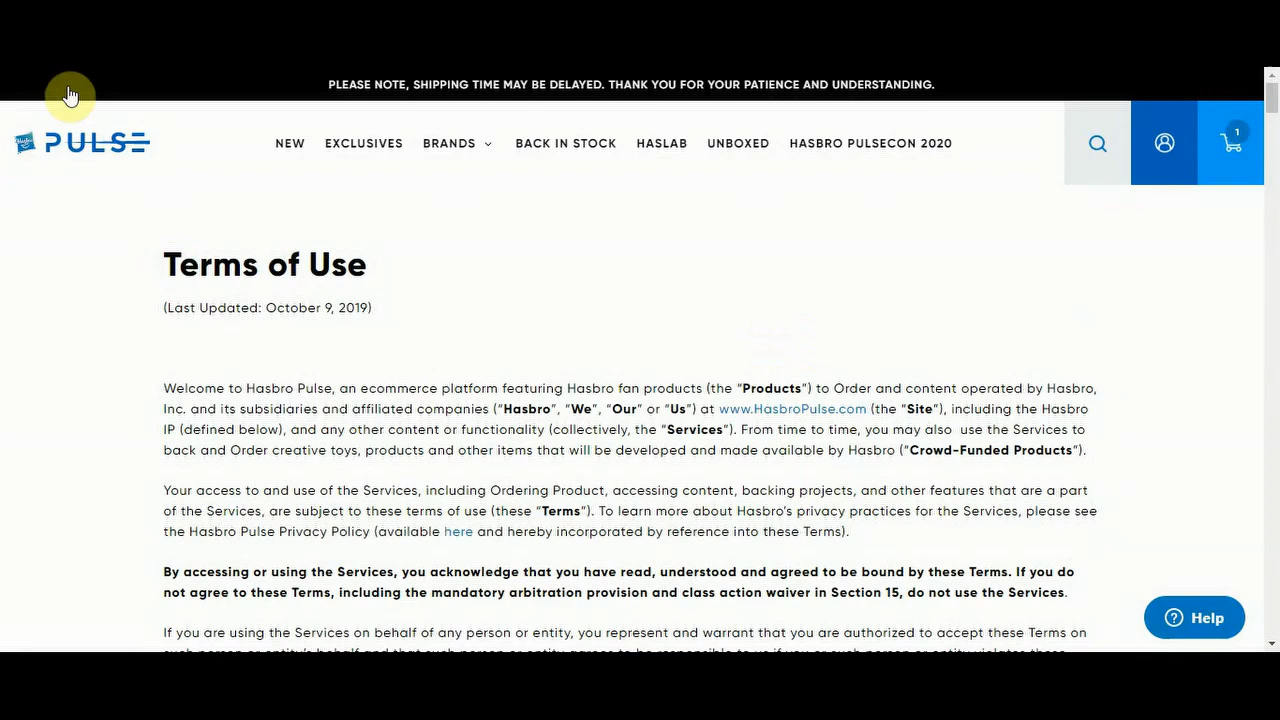 PLEASE NOTE, SHIPPING TIME MAY BE DELAYED. THANK YOU FOR YOUR PATIENCE AND UNDERSTANDING.
Hasbro PULSE NEW EXCLUSIVES BRANDS BACK IN STOCK HASLAB UNBOXED HASBRO PULSECON 2020 1
Terms of Use
(Last Updated: October 9, 2019)
Welcome to Hasbro Pulse, an ecommerce platform featuring Hasbro fan products (the “Products”) to Order and content operated by Hasbro,
Inc. and its subsidiaries and affiliated companies (“Hasbro”, “We”, “Our” or “Us”) at www.HasbroPulse.com (the “Site”), including the Hasbro
IP (defined below), and any other content or functionality (collectively, the “Services”). From time to time, you may also use the Services to
back and Order creative toys, products and other items that will be developed and made available by Hasbro (“Crowd-Funded Products”).
Your access to and use of the Services, including Ordering Product, accessing content, backing projects, and other features that are a part
of the Services, are subject to these terms of use (these “Terms”). To learn more about Hasbro’s privacy practices for the Services, please see
the Hasbro Pulse Privacy Policy (available here and hereby incorporated by reference into these Terms).
By accessing or using the Services, you acknowledge that you have read, understood and agreed to be bound by these Terms. If you do
not agree to these Terms, including the mandatory arbitration provision and class action waiver in Section 15, do not use the Services.
Help
If you are using the Services on behalf of any person or entity, you represent and warrant that you are authorized to accept these Terms on